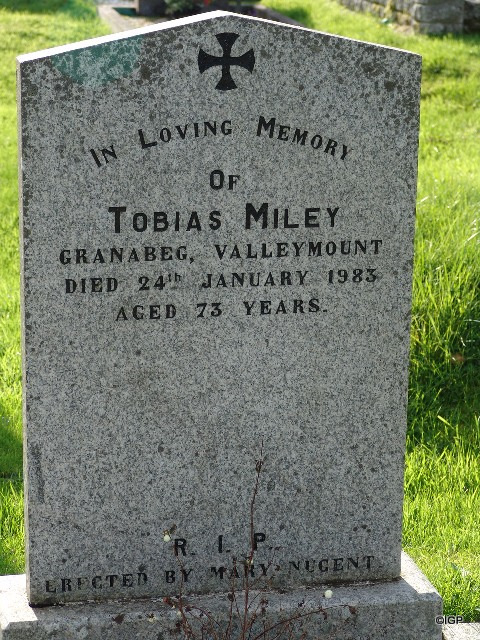 IN LOVING MEMORY
OF
TOBIAS MILEY
GRANABEG, VALLEYMOUNT
DIED 24th JANUARY 1983
AGED 73 YEARS.
R. I. P.
ERECTED BY MARY NUGENT
©IGP